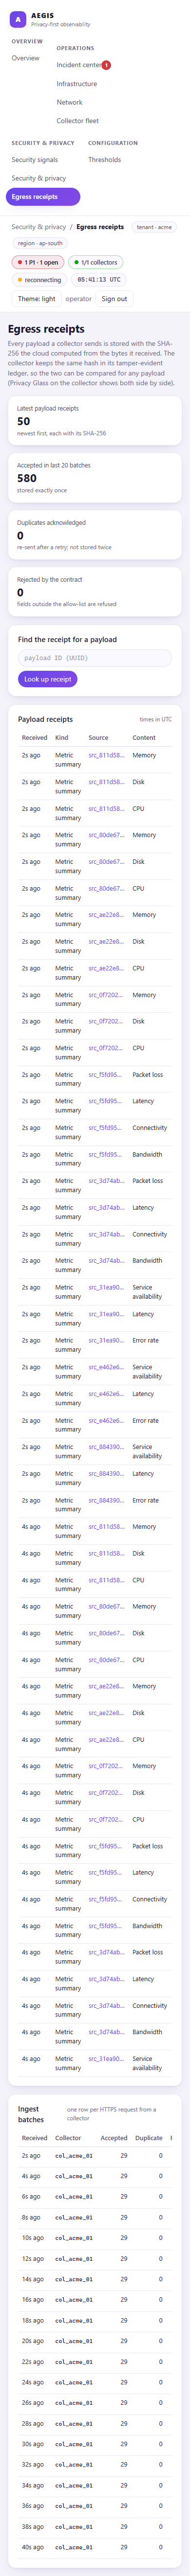 A
AEGIS
Privacy-first observability
OVERVIEW
Overview
OPERATIONS
Incident center 1
Infrastructure
Network
Collector fleet
SECURITY & PRIVACY
Security signals
Security & privacy
Egress receipts
CONFIGURATION
Thresholds
Security & privacy / Egress receipts
tenant · acme
region · ap-south
1 P1 · 1 open
1/1 collectors
reconnecting
05:41:13 UTC
Theme: light
operator
Sign out
Egress receipts
Every payload a collector sends is stored with the SHA-
256 the cloud computed from the bytes it received. The
collector keeps the same hash in its tamper-evident
ledger, so the two can be compared for any payload
(Privacy Glass on the collector shows both side by side).
Latest payload receipts
50
newest first, each with its SHA-256
Accepted in last 20 batches
580
stored exactly once
Duplicates acknowledged
0
re-sent after a retry; not stored twice
Rejected by the contract
0
fields outside the allow-list are refused
Find the receipt for a payload
payload ID (UUID)
Look up receipt
Payload receipts
times in UTC
Received Kind Source Content
2s ago Metric summary src_811d58... Memory
2s ago Metric summary src_811d58... Disk
2s ago Metric summary src_811d58... CPU
2s ago Metric summary src_80de67... Memory
2s ago Metric summary src_80de67... Disk
2s ago Metric summary src_80de67... CPU
2s ago Metric summary src_ae22e8... Memory
2s ago Metric summary src_ae22e8... Disk
2s ago Metric summary src_ae22e8... CPU
2s ago Metric summary src_0f7202... Memory
2s ago Metric summary src_0f7202... Disk
2s ago Metric summary src_0f7202... CPU
2s ago Metric summary src_f5fd95... Packet loss
2s ago Metric summary src_f5fd95... Latency
2s ago Metric summary src_f5fd95... Connectivity
2s ago Metric summary src_f5fd95... Bandwidth
2s ago Metric summary src_3d74ab... Packet loss
2s ago Metric summary src_3d74ab... Latency
2s ago Metric summary src_3d74ab... Connectivity
2s ago Metric summary src_3d74ab... Bandwidth
2s ago Metric summary src_31ea90... Service availability
2s ago Metric summary src_31ea90... Latency
2s ago Metric summary src_31ea90... Error rate
2s ago Metric summary src_e462e6... Service availability
2s ago Metric summary src_e462e6... Latency
2s ago Metric summary src_e462e6... Error rate
2s ago Metric summary src_884390... Service availability
2s ago Metric summary src_884390... Latency
2s ago Metric summary src_884390... Error rate
4s ago Metric summary src_811d58... Memory
4s ago Metric summary src_811d58... Disk
4s ago Metric summary src_811d58... CPU
4s ago Metric summary src_80de67... Memory
4s ago Metric summary src_80de67... Disk
4s ago Metric summary src_80de67... CPU
4s ago Metric summary src_ae22e8... Memory
4s ago Metric summary src_ae22e8... Disk
4s ago Metric summary src_ae22e8... CPU
4s ago Metric summary src_0f7202... Memory
4s ago Metric summary src_0f7202... Disk
4s ago Metric summary src_0f7202... CPU
4s ago Metric summary src_f5fd95... Packet loss
4s ago Metric summary src_f5fd95... Latency
4s ago Metric summary src_f5fd95... Connectivity
4s ago Metric summary src_f5fd95... Bandwidth
4s ago Metric summary src_3d74ab... Packet loss
4s ago Metric summary src_3d74ab... Latency
4s ago Metric summary src_3d74ab... Connectivity
4s ago Metric summary src_3d74ab... Bandwidth
4s ago Metric summary src_31ea90... Service availability
Ingest batches
one row per HTTPS request from a collector
Received Collector Accepted Duplicate
2s ago col_acme_01 29 0
4s ago col_acme_01 29 0
6s ago col_acme_01 29 0
8s ago col_acme_01 29 0
10s ago col_acme_01 29 0
12s ago col_acme_01 29 0
14s ago col_acme_01 29 0
16s ago col_acme_01 29 0
18s ago col_acme_01 29 0
20s ago col_acme_01 29 0
22s ago col_acme_01 29 0
24s ago col_acme_01 29 0
26s ago col_acme_01 29 0
28s ago col_acme_01 29 0
30s ago col_acme_01 29 0
32s ago col_acme_01 29 0
34s ago col_acme_01 29 0
36s ago col_acme_01 29 0
38s ago col_acme_01 29 0
40s ago col_acme_01 29 0